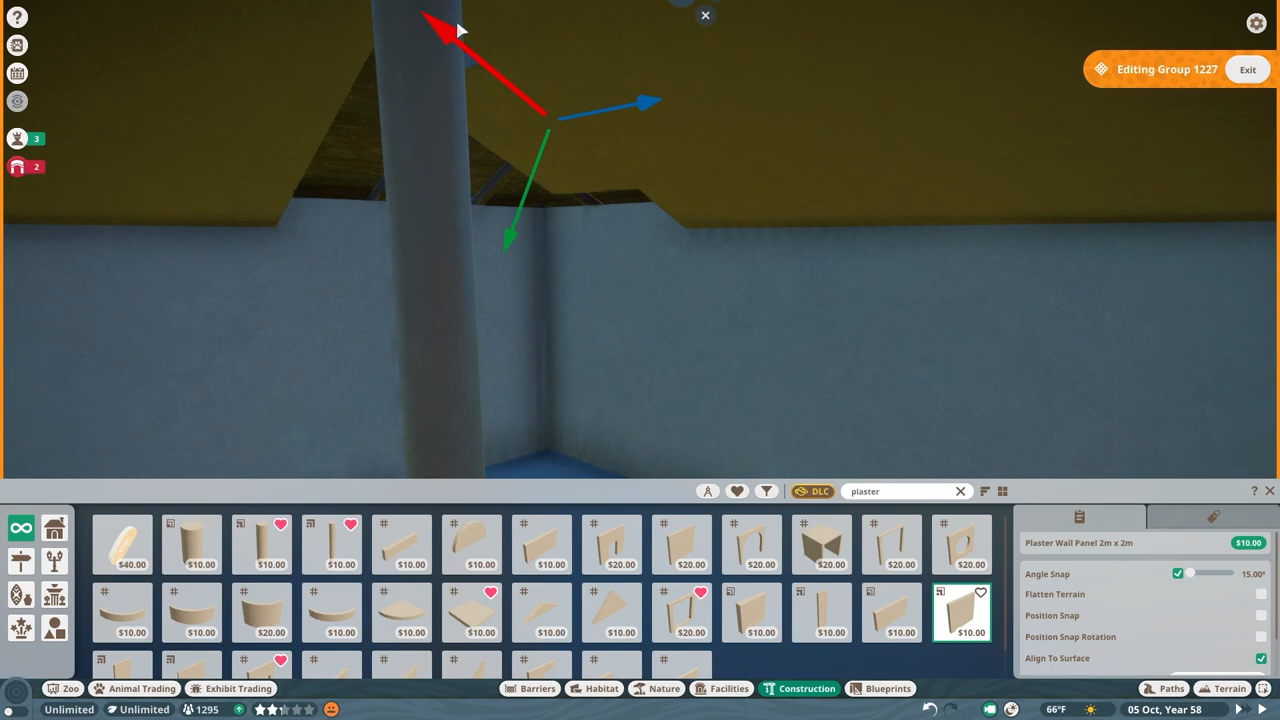 ?
Editing Group 1227
Exit
3
2
DLC
plaster
?
$40.00
$10.00
$10.00
$10.00
$10.00
$10.00
$10.00
$20.00
$20.00
$20.00
$20.00
$20.00
$20.00
$10.00
$10.00
$20.00
$10.00
$10.00
$10.00
$10.00
$10.00
$20.00
$10.00
$10.00
$10.00
$10.00
Plaster Wall Panel 2m x 2m
$10.00
Angle Snap
15.00°
Flatten Terrain
Position Snap
Position Snap Rotation
Align To Surface
Zoo
Animal Trading
Exhibit Trading
Barriers
Habitat
Nature
Facilities
Construction
Blueprints
Paths
Terrain
Unlimited
Unlimited
1295
66°F
05 Oct, Year 58